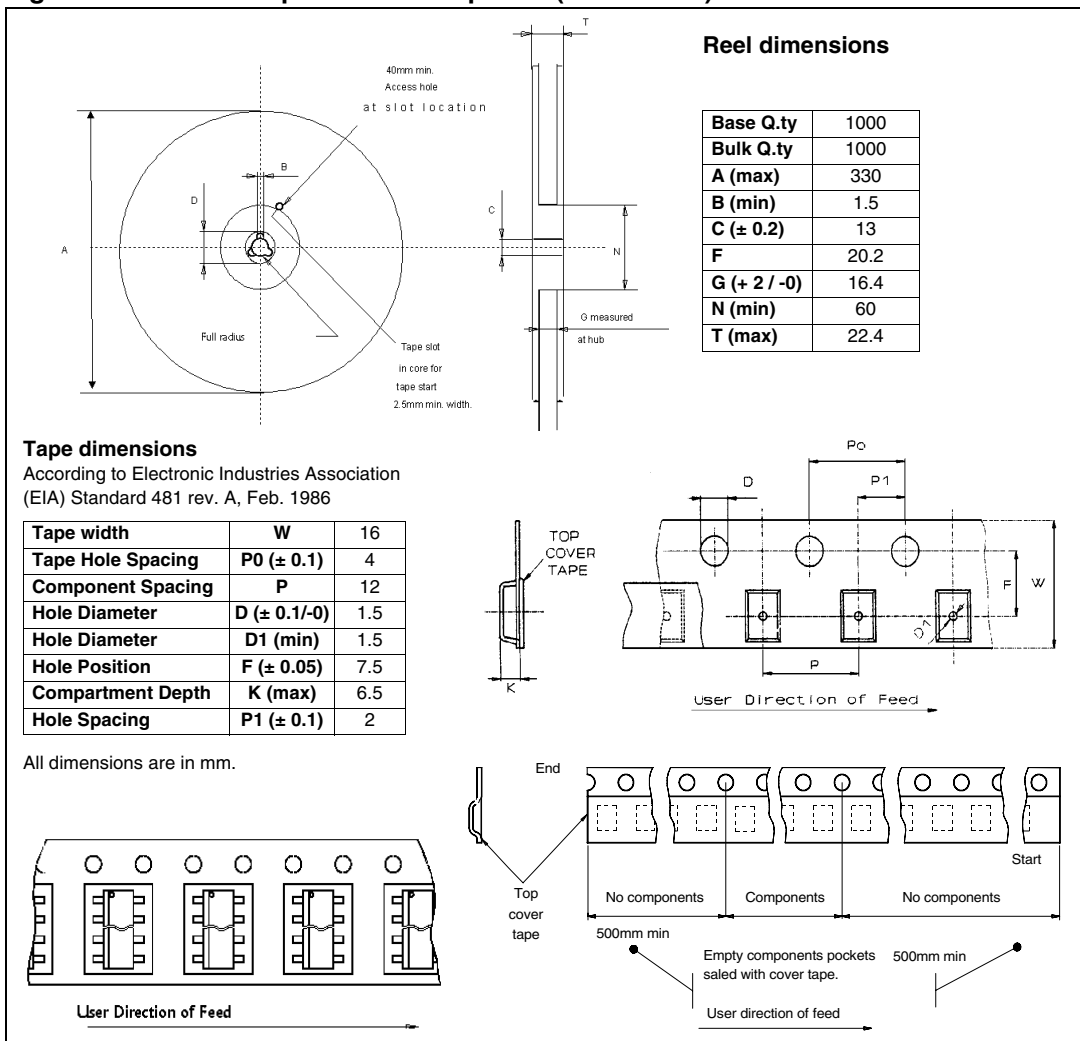 T
Reel dimensions
40mm min.
Access hole
at slot location
B
D
A
C
N
Full radius
Tape slot
in core for
tape start
2.5mm min. width.
G measured
at hub
Base Q.ty 1000
Bulk Q.ty 1000
A (max) 330
B (min) 1.5
C (± 0.2) 13
F 20.2
G (+ 2 / -0) 16.4
N (min) 60
T (max) 22.4
Tape dimensions
According to Electronic Industries Association
(EIA) Standard 481 rev. A, Feb. 1986
Tape width W 16
Tape Hole Spacing P0 (± 0.1) 4
Component Spacing P 12
Hole Diameter D (± 0.1/-0) 1.5
Hole Diameter D1 (min) 1.5
Hole Position F (± 0.05) 7.5
Compartment Depth K (max) 6.5
Hole Spacing P1 (± 0.1) 2
All dimensions are in mm.
TOP
COVER
TAPE
K
Po
D
P1
F
W
D1
P
User Direction of Feed
End
Start
Top
cover
tape
No components
Components
No components
500mm min
Empty components pockets
saled with cover tape.
500mm min
User direction of feed
User Direction of Feed